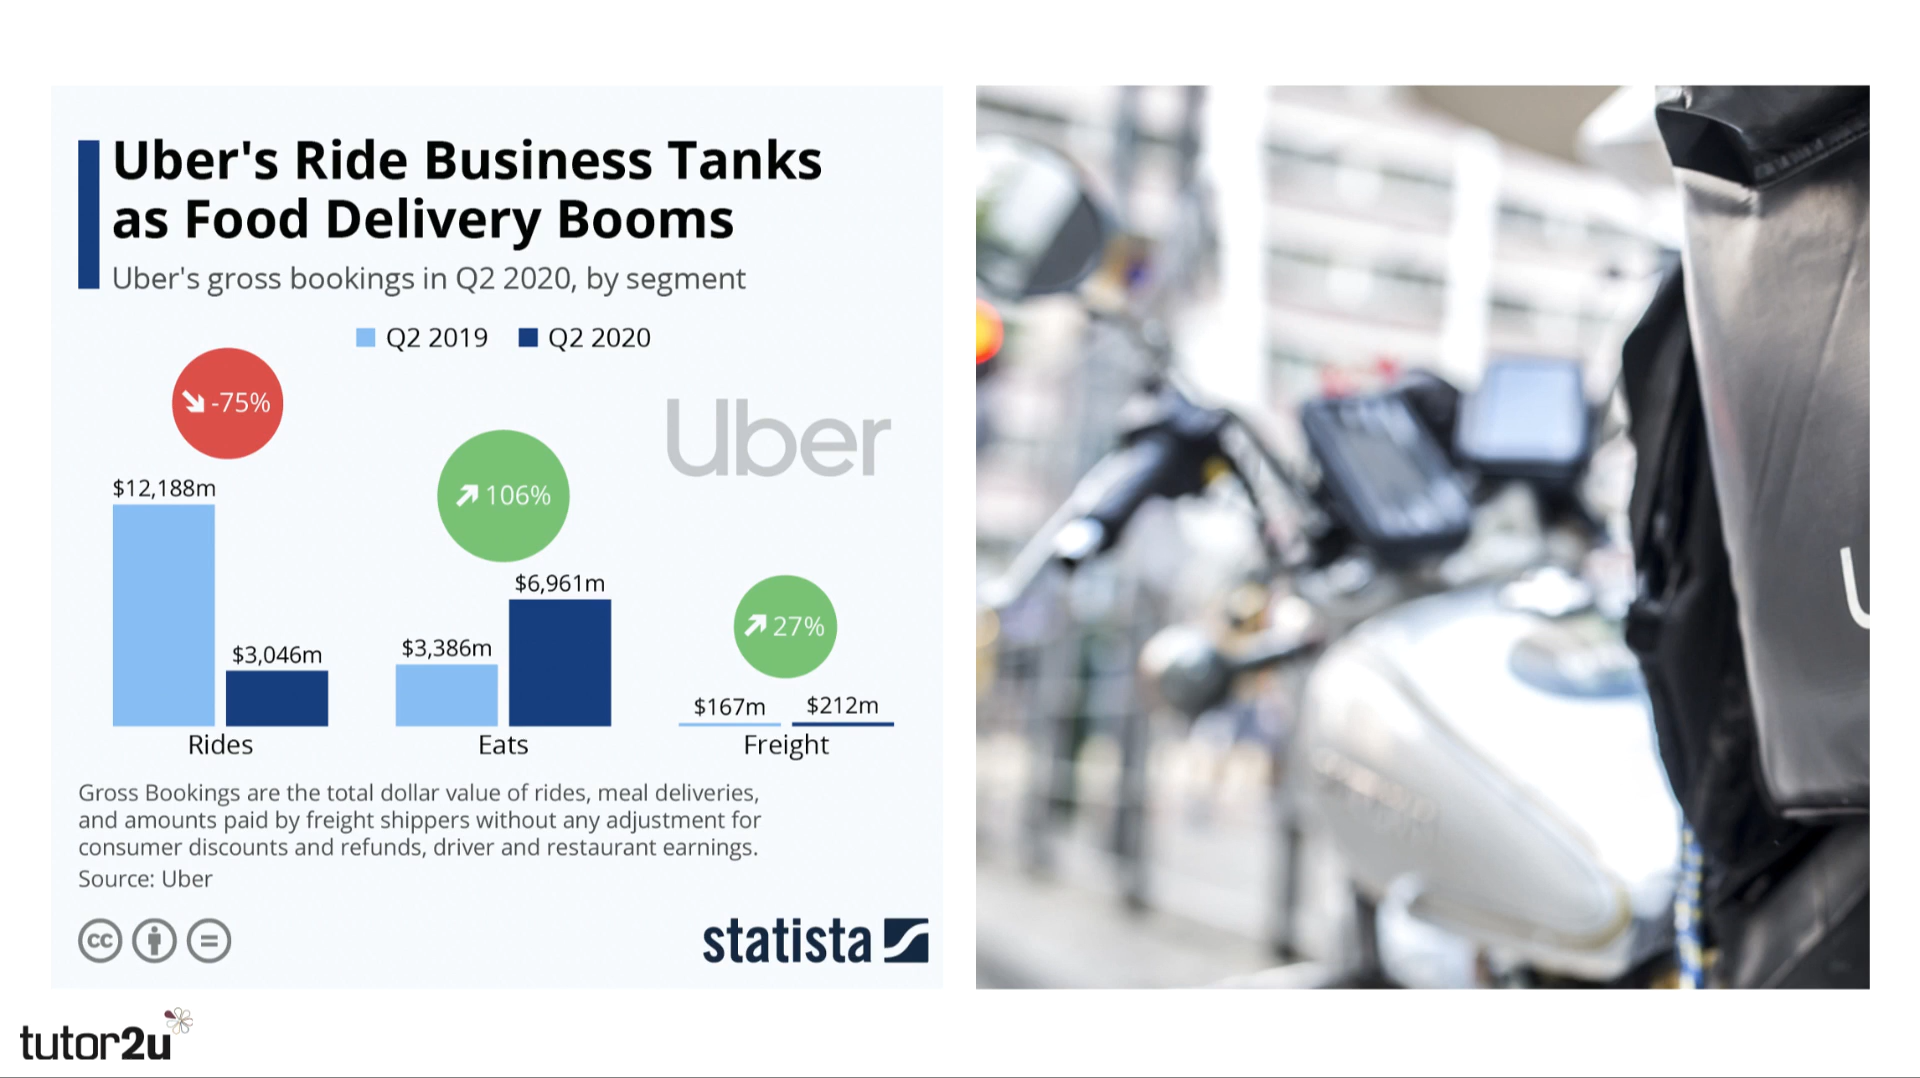 Uber's Ride Business Tanks
as Food Delivery Booms
Uber's gross bookings in Q2 2020, by segment
Q2 2019 Q2 2020
-75%
Uber
106%
$12,188m
$6,961m
27%
$3,386m
$3,046m
$167m $212m
Rides Eats Freight
Gross Bookings are the total dollar value of rides, meal deliveries,
and amounts paid by freight shippers without any adjustment for
consumer discounts and refunds, driver and restaurant earnings.
Source: Uber
cc
statista
tutor2u